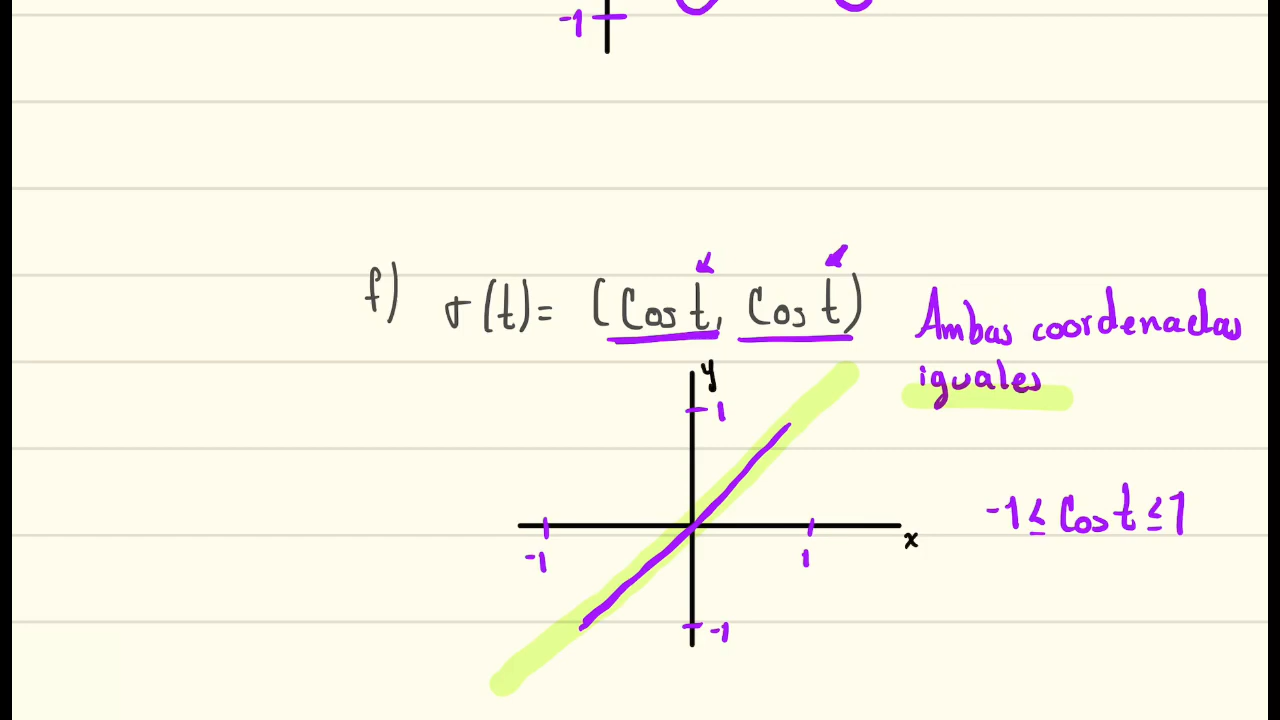 -1
f) σ(t)= (Cos t, Cos t)
Ambas coordenadas
iguales
y
1
-1 ≤ Cos t ≤ 1
x
-1
1
-1